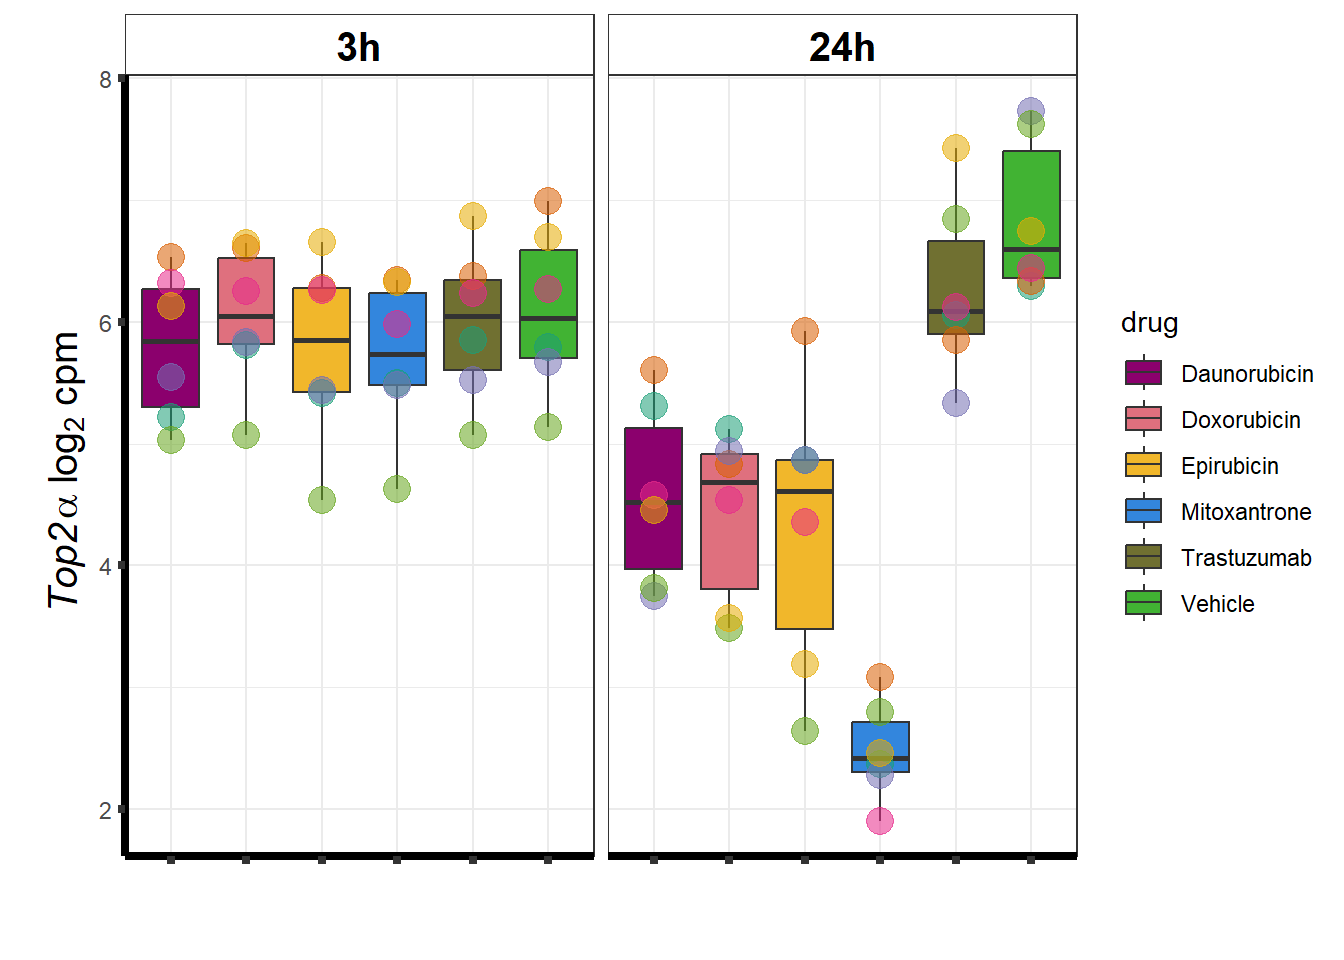 3h
24h
8
6
4
2
Top2α log₂ cpm
drug
Daunorubicin
Doxorubicin
Epirubicin
Mitoxantrone
Trastuzumab
Vehicle